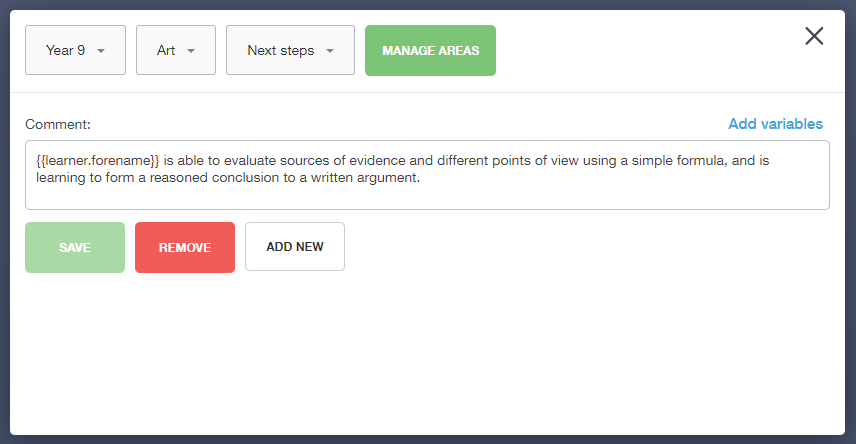 Year 9 Art Next steps MANAGE AREAS
Comment: Add variables
{{learner.forename}} is able to evaluate sources of evidence and different points of view using a simple formula, and is
learning to form a reasoned conclusion to a written argument.
SAVE REMOVE ADD NEW